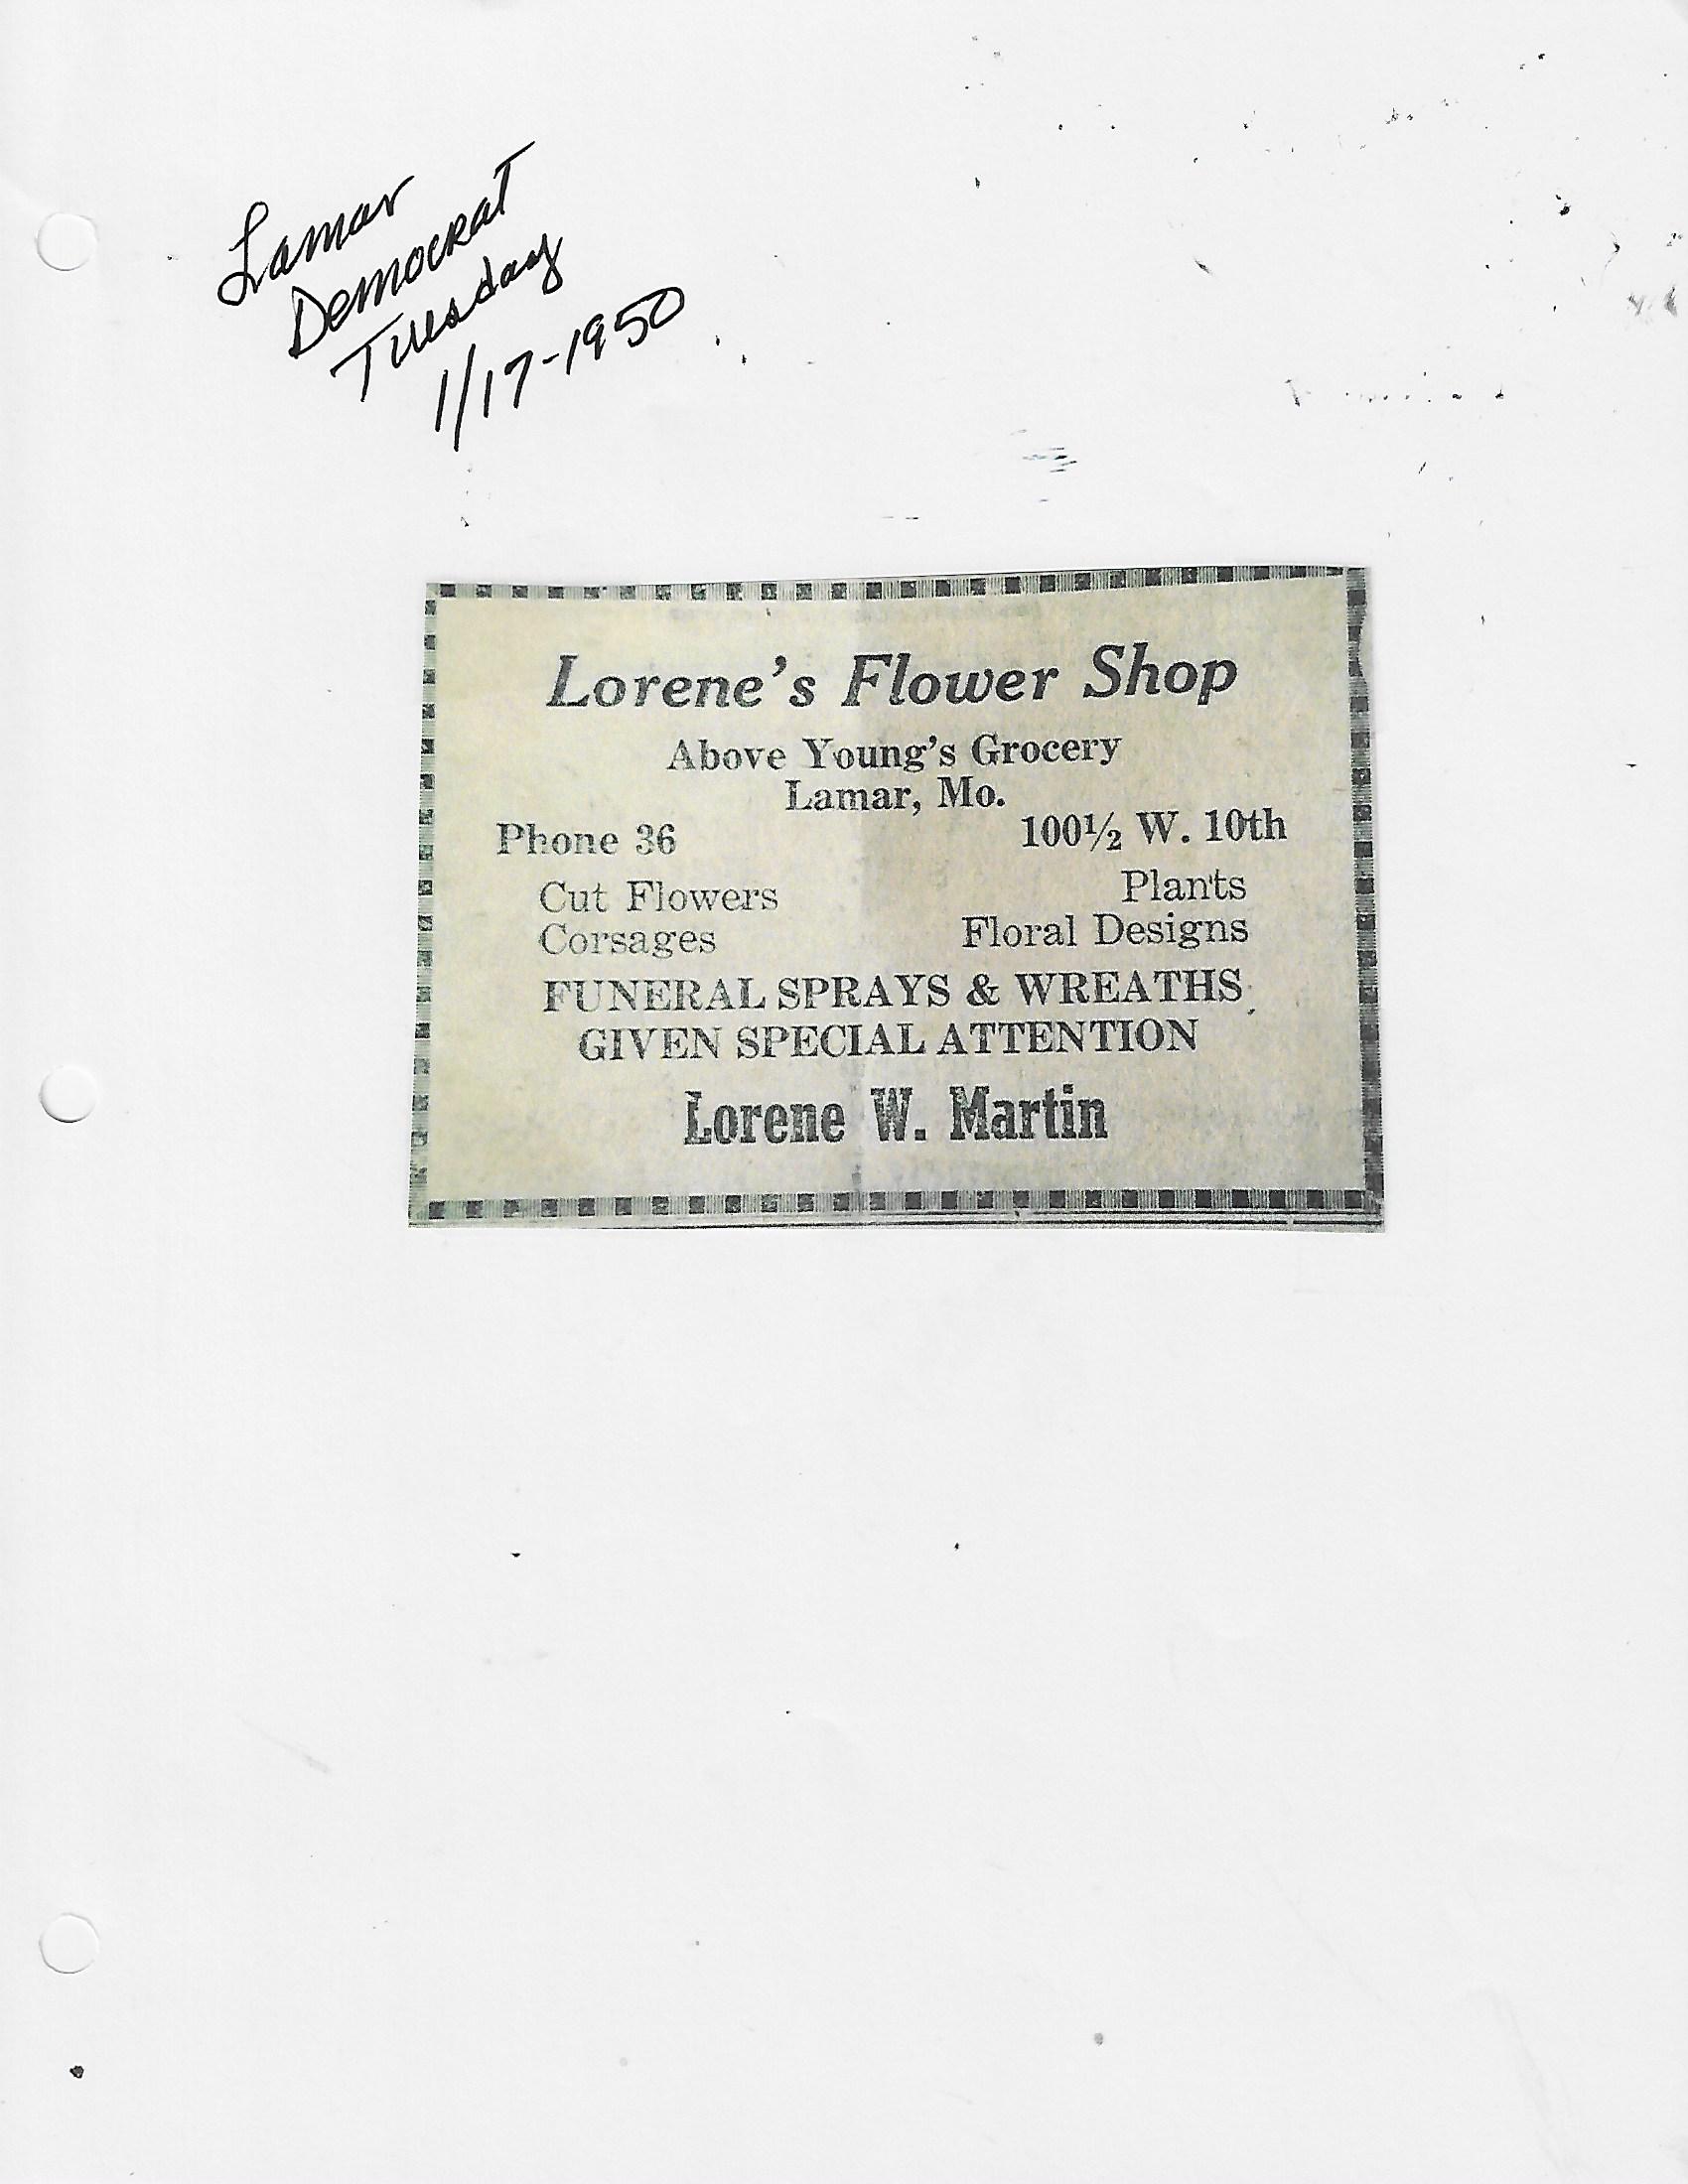 Lamar
Democrat
Tuesday
1/17-1950
Lorene's Flower Shop
Above Young's Grocery
Lamar, Mo.
Phone 36 100½ W. 10th
Cut Flowers Plants
Corsages Floral Designs
FUNERAL SPRAYS & WREATHS
GIVEN SPECIAL ATTENTION
Lorene W. Martin